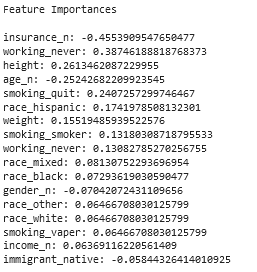 Feature Importances
insurance_n: -0.4553909547650477
working_never: 0.38746188818768373
height: 0.2613462087229955
age_n: -0.25242682209923545
smoking_quit: 0.2407257299746467
race_hispanic: 0.1741978508132301
weight: 0.15519485939522576
smoking_smoker: 0.13180308718795533
working_never: 0.13082785270256755
race_mixed: 0.08130752293696954
race_black: 0.07293619030590477
gender_n: -0.07042072431109656
race_other: 0.06466708030125799
race_white: 0.06466708030125799
smoking_vaper: 0.06466708030125799
income_n: 0.06369116220561409
immigrant_native: -0.05844326414010925